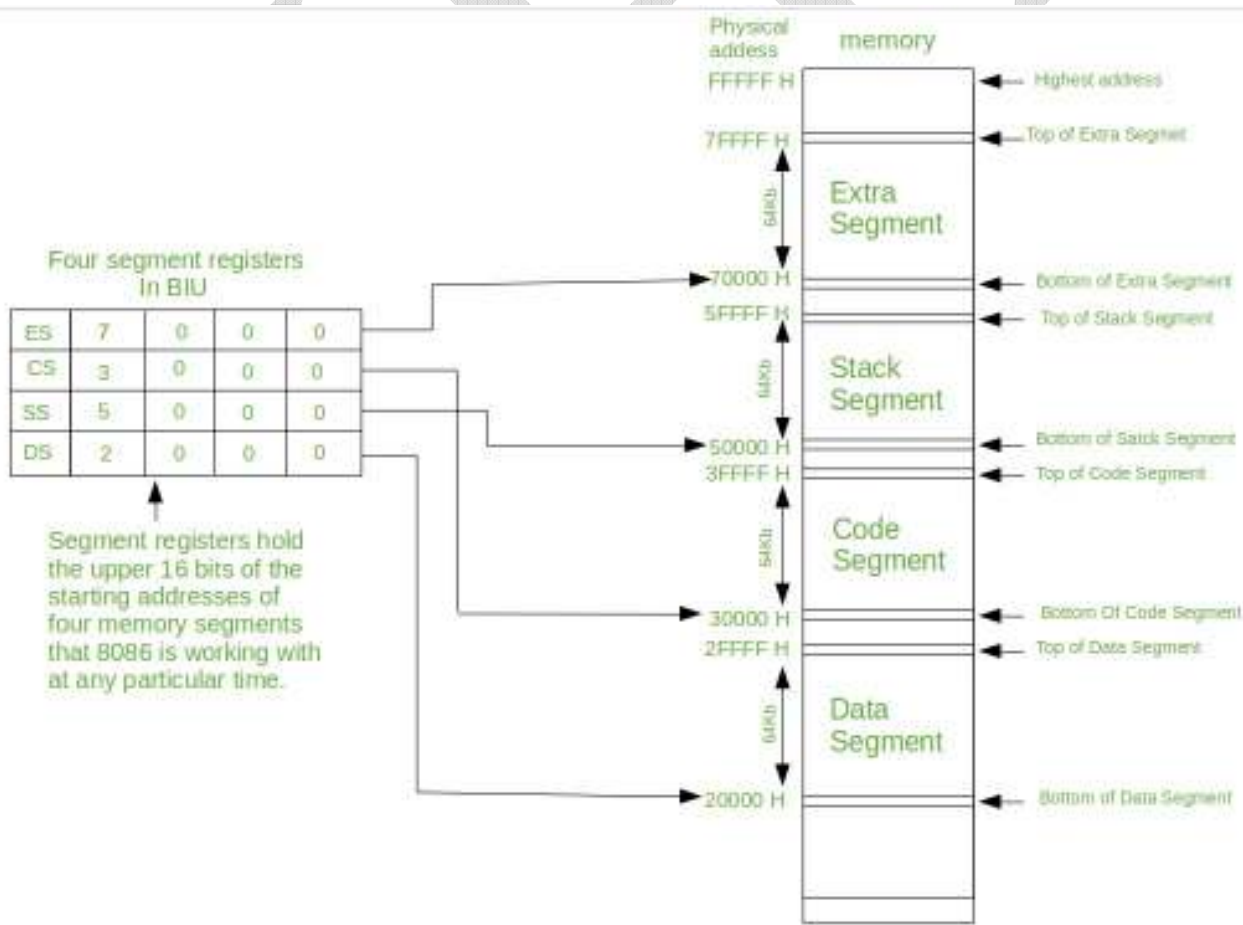 Physical
addess
memory
FFFFF H
Highest address
7FFFF H
Top of Extra Segmet
64Kb
Extra
Segment
Four segment registers
In BIU
70000 H
Bottom of Extra Segment
5FFFF H
Top of Stack Segment
ES 7 0 0 0
CS 3 0 0 0
SS 5 0 0 0
DS 2 0 0 0
64Kb
Stack
Segment
50000 H
Bottom of Satck Segment
3FFFF H
Top of Code Segment
64Kb
Code
Segment
Segment registers hold
the upper 16 bits of the
starting addresses of
four memory segments
that 8086 is working with
at any particular time.
30000 H
Bottom Of Code Segment
2FFFF H
Top of Data Segment
64Kb
Data
Segment
20000 H
Bottom of Data Segment